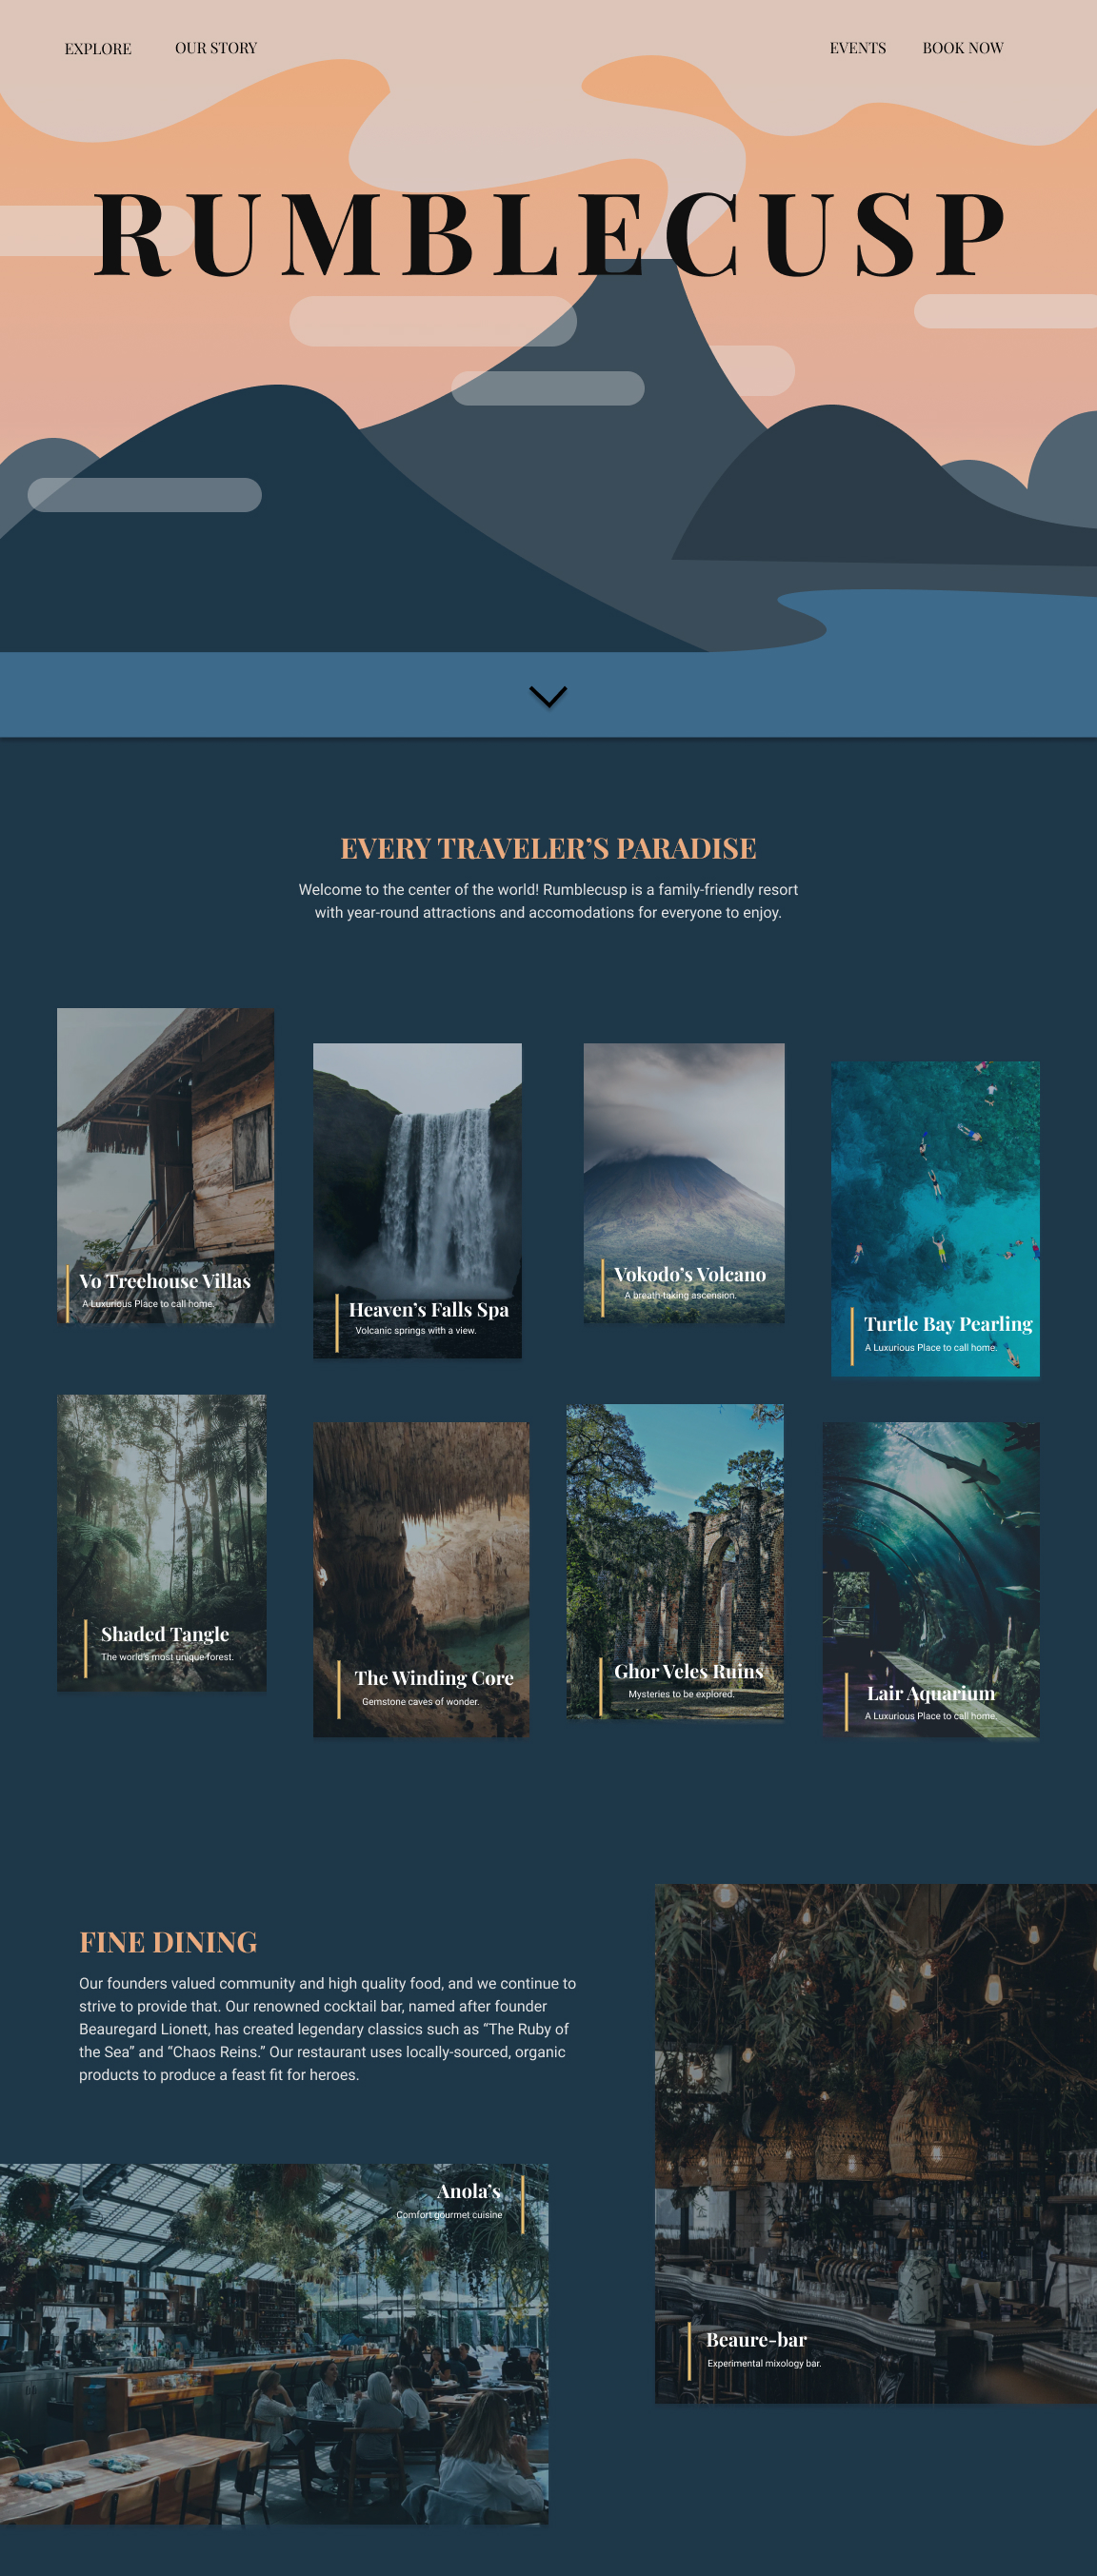 EXPLORE OUR STORY EVENTS BOOK NOW
RUMBLECUSP
EVERY TRAVELER’S PARADISE
Welcome to the center of the world! Rumblecusp is a family-friendly resort
with year-round attractions and accomodations for everyone to enjoy.
Vo Treehouse Villas
A Luxurious Place to call home.
Heaven’s Falls Spa
Volcanic springs with a view.
Vokodo’s Volcano
A breath-taking ascension.
Turtle Bay Pearling
A Luxurious Place to call home.
Shaded Tangle
The world’s most unique forest.
The Winding Core
Gemstone caves of wonder.
Ghor Veles Ruins
Mysteries to be explored.
Lair Aquarium
A Luxurious Place to call home.
FINE DINING
Our founders valued community and high quality food, and we continue to
strive to provide that. Our renowned cocktail bar, named after founder
Beauregard Lionett, has created legendary classics such as “The Ruby of
the Sea” and “Chaos Reins.” Our restaurant uses locally-sourced, organic
products to produce a feast fit for heroes.
Anola’s
Comfort gourmet cuisine
Beaure-bar
Experimental mixology bar.